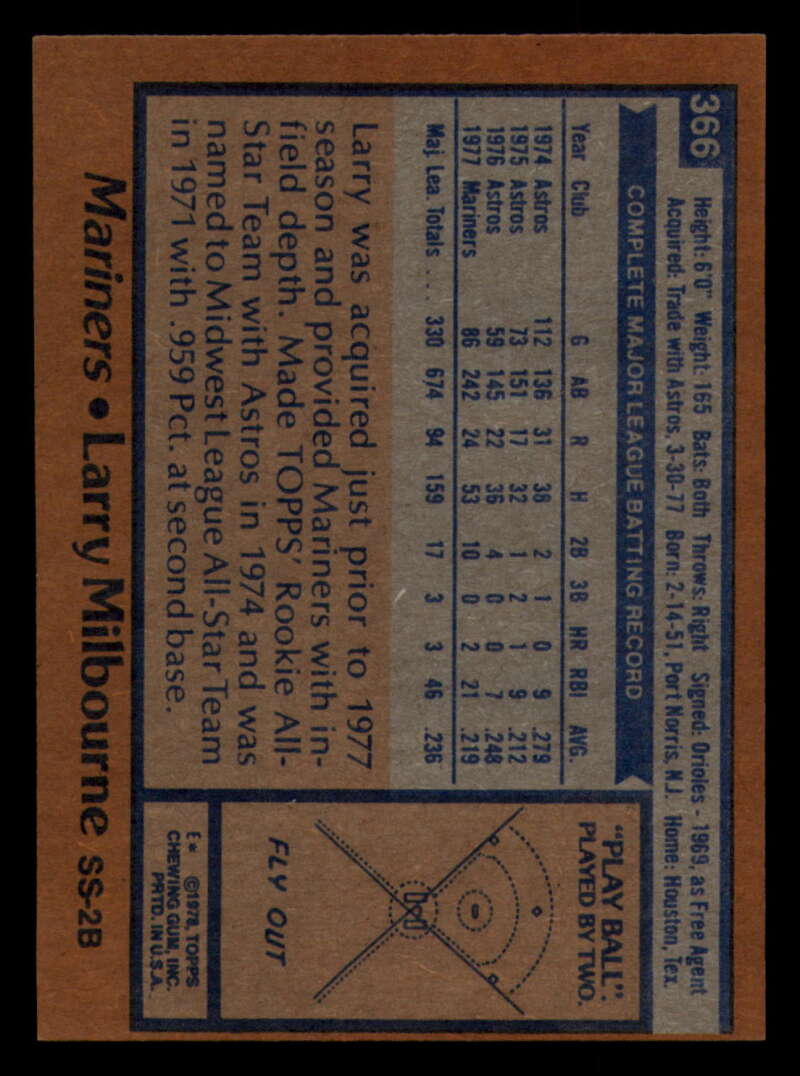 366
Height: 6'0" Weight: 165 Bats: Both Throws: Right Signed: Orioles - 1969, as Free Agent
Acquired: Trade with Astros, 3-30-77 Born: 2-14-51, Port Norris, N.J. Home: Houston, Tex.
COMPLETE MAJOR LEAGUE BATTING RECORD
Year Club G AB R H 2B 3B HR RBI AVG.
1974 Astros 112 136 31 38 2 1 0 9 .279
1975 Astros 73 151 17 32 1 2 1 9 .212
1976 Astros 59 145 22 36 4 0 0 7 .248
1977 Mariners 86 242 24 53 10 0 2 21 .219
Maj. Lea. Totals ... 330 674 94 159 17 3 3 46 .236
Larry was acquired just prior to 1977
season and provided Mariners with in-
field depth. Made TOPPS' Rookie All-
Star Team with Astros in 1974 and was
named to Midwest League All-Star Team
in 1971 with .959 Pct. at second base.
"PLAY BALL".
PLAYED BY TWO.
FLY OUT
E* ©1978, TOPPS
CHEWING GUM, INC.
PRTD. IN U.S.A.
Mariners • Larry Milbourne SS-2B